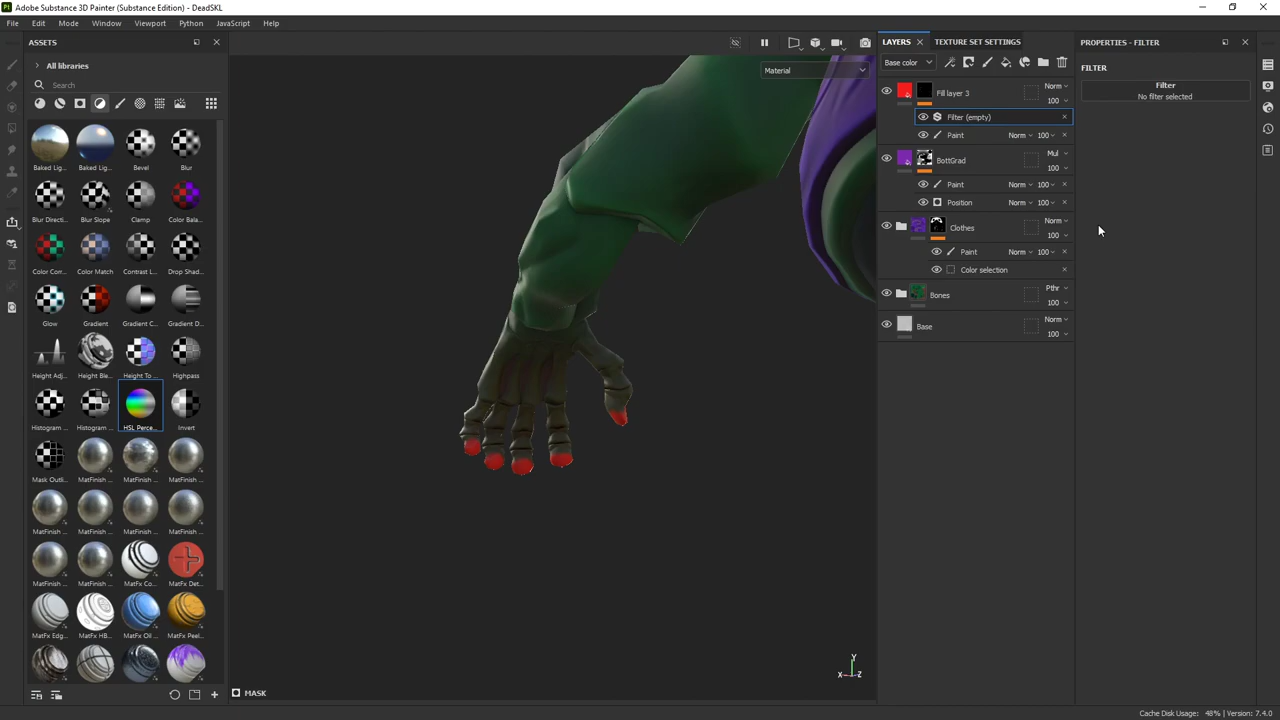 Adobe Substance 3D Painter (Substance Edition) - DeadSKL
File Edit Mode Window Viewport Python JavaScript Help
ASSETS
All libraries
Search
Baked Lig... Baked Lig... Bevel Blur
Blur Directi... Blur Slope Clamp Color Bala...
Color Corr... Color Match Contrast L... Drop Shad...
Glow Gradient Gradient C... Gradient D...
Height Adj... Height Ble... Height To ... Highpass
Histogram ... Histogram ... HSL Perce... Invert
Mask Outli... MatFinish ... MatFinish ... MatFinish ...
MatFinish ... MatFinish ... MatFinish ... MatFinish ...
MatFinish ... MatFinish ... MatFx Co... MatFx Det...
MatFx Edg... MatFx HB... MatFx Oil ... MatFx Peel...
Material
Y
X Z
MASK
LAYERS TEXTURE SET SETTINGS
Base color
Fill layer 3 Norm
100
Filter (empty)
Paint Norm 100
BottGrad Mul
100
Paint Norm 100
Position Norm 100
Clothes Norm
100
Paint Norm 100
Color selection
Bones Pthr
100
Base Norm
100
PROPERTIES - FILTER
FILTER
Filter
No filter selected
Cache Disk Usage: 48% | Version: 7.4.0